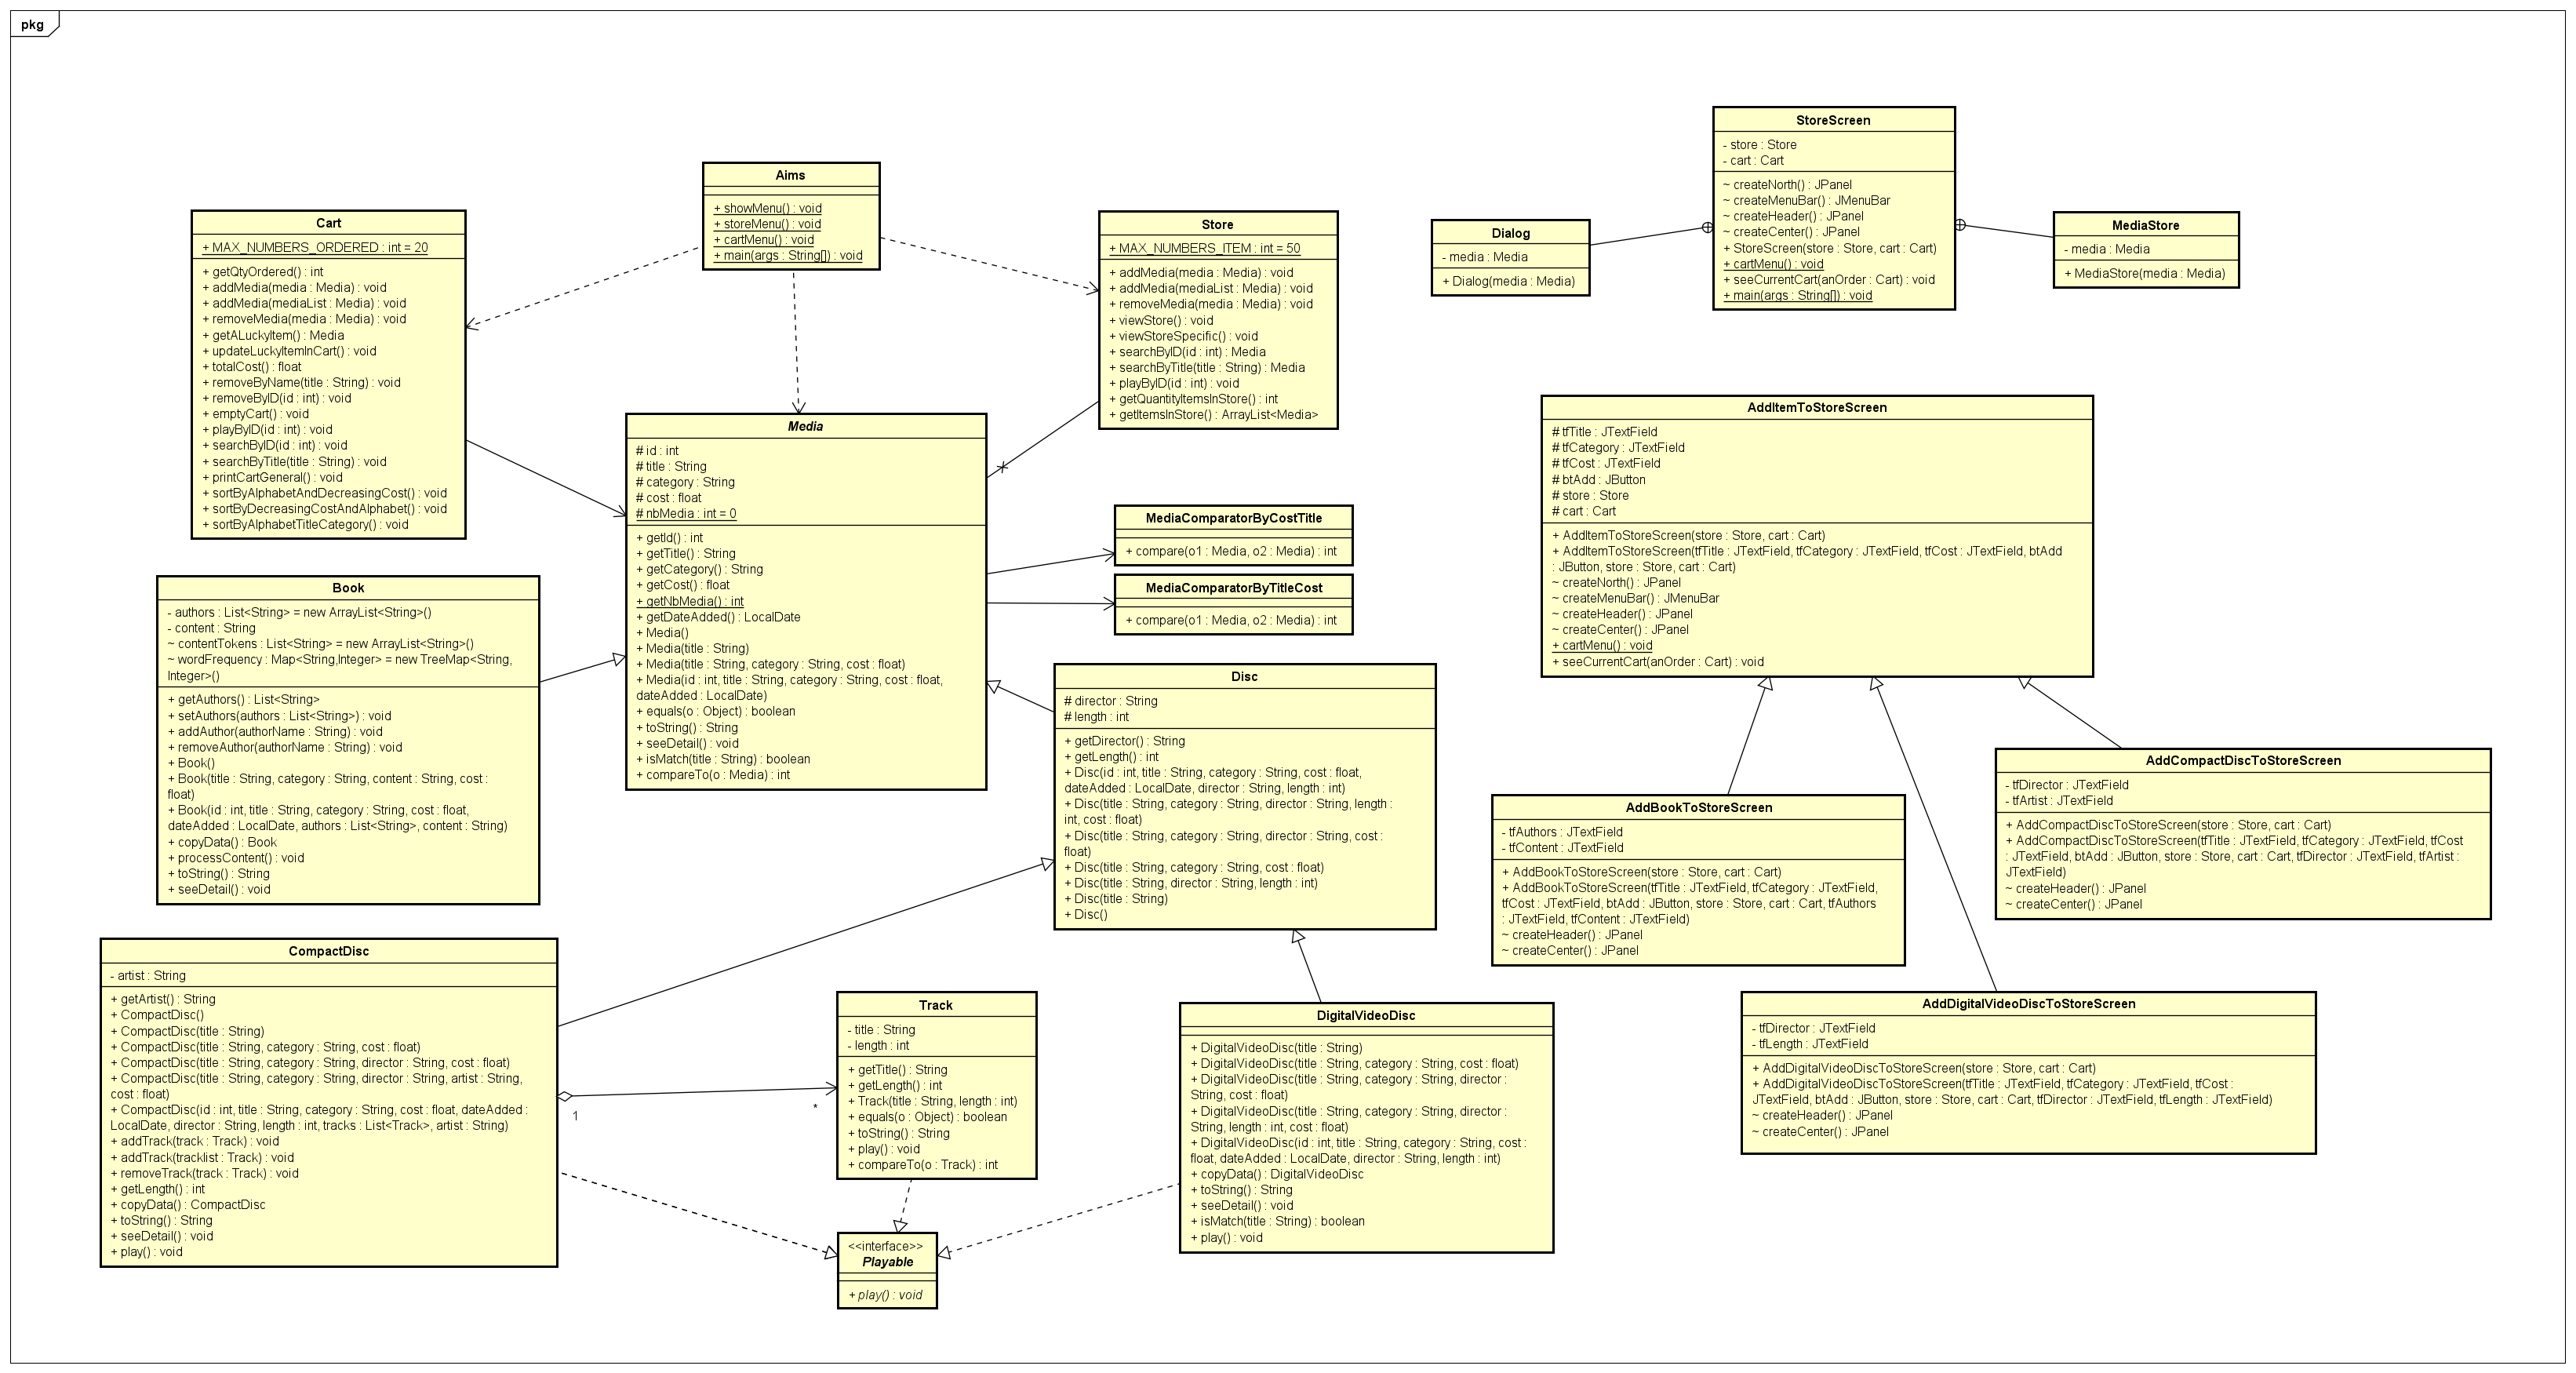 pkg
Aims
+ showMenu() : void
+ storeMenu() : void
+ cartMenu() : void
+ main(args : String[]) : void
Cart
+ MAX_NUMBERS_ORDERED : int = 20
+ getQtyOrdered() : int
+ addMedia(media : Media) : void
+ addMedia(mediaList : Media) : void
+ removeMedia(media : Media) : void
+ getALuckyItem() : Media
+ updateLuckyItemInCart() : void
+ totalCost() : float
+ removeByName(title : String) : void
+ removeByID(id : int) : void
+ emptyCart() : void
+ playByID(id : int) : void
+ searchByID(id : int) : void
+ searchByTitle(title : String) : void
+ printCartGeneral() : void
+ sortByAlphabetAndDecreasingCost() : void
+ sortByDecreasingCostAndAlphabet() : void
+ sortByAlphabetTitleCategory() : void
Store
+ MAX_NUMBERS_ITEM : int = 50
+ addMedia(media : Media) : void
+ addMedia(mediaList : Media) : void
+ removeMedia(media : Media) : void
+ viewStore() : void
+ viewStoreSpecific() : void
+ searchByID(id : int) : Media
+ searchByTitle(title : String) : Media
+ playByID(id : int) : void
+ getQuantityItemsInStore() : int
+ getItemsInStore() : ArrayList<Media>
Dialog
- media : Media
+ Dialog(media : Media)
StoreScreen
- store : Store
- cart : Cart
~ createNorth() : JPanel
~ createMenuBar() : JMenuBar
~ createHeader() : JPanel
~ createCenter() : JPanel
+ StoreScreen(store : Store, cart : Cart)
+ cartMenu() : void
+ seeCurrentCart(anOrder : Cart) : void
+ main(args : String[]) : void
MediaStore
- media : Media
+ MediaStore(media : Media)
Media
# id : int
# title : String
# category : String
# cost : float
# nbMedia : int = 0
+ getId() : int
+ getTitle() : String
+ getCategory() : String
+ getCost() : float
+ getNbMedia() : int
+ getDateAdded() : LocalDate
+ Media()
+ Media(title : String)
+ Media(title : String, category : String, cost : float)
+ Media(id : int, title : String, category : String, cost : float,
dateAdded : LocalDate)
+ equals(o : Object) : boolean
+ toString() : String
+ seeDetail() : void
+ isMatch(title : String) : boolean
+ compareTo(o : Media) : int
MediaComparatorByCostTitle
+ compare(o1 : Media, o2 : Media) : int
MediaComparatorByTitleCost
+ compare(o1 : Media, o2 : Media) : int
AddItemToStoreScreen
# tfTitle : JTextField
# tfCategory : JTextField
# tfCost : JTextField
# btAdd : JButton
# store : Store
# cart : Cart
+ AddItemToStoreScreen(store : Store, cart : Cart)
+ AddItemToStoreScreen(tfTitle : JTextField, tfCategory : JTextField, tfCost : JTextField, btAdd
: JButton, store : Store, cart : Cart)
~ createNorth() : JPanel
~ createMenuBar() : JMenuBar
~ createHeader() : JPanel
~ createCenter() : JPanel
+ cartMenu() : void
+ seeCurrentCart(anOrder : Cart) : void
Book
- authors : List<String> = new ArrayList<String>()
- content : String
~ contentTokens : List<String> = new ArrayList<String>()
~ wordFrequency : Map<String,Integer> = new TreeMap<String,
Integer>()
+ getAuthors() : List<String>
+ setAuthors(authors : List<String>) : void
+ addAuthor(authorName : String) : void
+ removeAuthor(authorName : String) : void
+ Book()
+ Book(title : String, category : String, content : String, cost :
float)
+ Book(id : int, title : String, category : String, cost : float,
dateAdded : LocalDate, authors : List<String>, content : String)
+ copyData() : Book
+ processContent() : void
+ toString() : String
+ seeDetail() : void
Disc
# director : String
# length : int
+ getDirector() : String
+ getLength() : int
+ Disc(id : int, title : String, category : String, cost : float,
dateAdded : LocalDate, director : String, length : int)
+ Disc(title : String, category : String, director : String, length :
int, cost : float)
+ Disc(title : String, category : String, director : String, cost :
float)
+ Disc(title : String, category : String, cost : float)
+ Disc(title : String, director : String, length : int)
+ Disc(title : String)
+ Disc()
AddCompactDiscToStoreScreen
- tfDirector : JTextField
- tfArtist : JTextField
+ AddCompactDiscToStoreScreen(store : Store, cart : Cart)
+ AddCompactDiscToStoreScreen(tfTitle : JTextField, tfCategory : JTextField, tfCost
: JTextField, btAdd : JButton, store : Store, cart : Cart, tfDirector : JTextField, tfArtist :
JTextField)
~ createHeader() : JPanel
~ createCenter() : JPanel
AddBookToStoreScreen
- tfAuthors : JTextField
- tfContent : JTextField
+ AddBookToStoreScreen(store : Store, cart : Cart)
+ AddBookToStoreScreen(tfTitle : JTextField, tfCategory : JTextField,
tfCost : JTextField, btAdd : JButton, store : Store, cart : Cart, tfAuthors
: JTextField, tfContent : JTextField)
~ createHeader() : JPanel
~ createCenter() : JPanel
CompactDisc
- artist : String
+ getArtist() : String
+ CompactDisc()
+ CompactDisc(title : String)
+ CompactDisc(title : String, category : String, cost : float)
+ CompactDisc(title : String, category : String, director : String, cost : float)
+ CompactDisc(title : String, category : String, director : String, artist : String,
cost : float)
+ CompactDisc(id : int, title : String, category : String, cost : float, dateAdded :
LocalDate, director : String, length : int, tracks : List<Track>, artist : String)
+ addTrack(track : Track) : void
+ addTrack(tracklist : Track) : void
+ removeTrack(track : Track) : void
+ getLength() : int
+ copyData() : CompactDisc
+ toString() : String
+ seeDetail() : void
+ play() : void
1
*
Track
- title : String
- length : int
+ getTitle() : String
+ getLength() : int
+ Track(title : String, length : int)
+ equals(o : Object) : boolean
+ toString() : String
+ play() : void
+ compareTo(o : Track) : int
DigitalVideoDisc
+ DigitalVideoDisc(title : String)
+ DigitalVideoDisc(title : String, category : String, cost : float)
+ DigitalVideoDisc(title : String, category : String, director :
String, cost : float)
+ DigitalVideoDisc(title : String, category : String, director :
String, length : int, cost : float)
+ DigitalVideoDisc(id : int, title : String, category : String, cost :
float, dateAdded : LocalDate, director : String, length : int)
+ copyData() : DigitalVideoDisc
+ toString() : String
+ seeDetail() : void
+ isMatch(title : String) : boolean
+ play() : void
AddDigitalVideoDiscToStoreScreen
- tfDirector : JTextField
- tfLength : JTextField
+ AddDigitalVideoDiscToStoreScreen(store : Store, cart : Cart)
+ AddDigitalVideoDiscToStoreScreen(tfTitle : JTextField, tfCategory : JTextField, tfCost :
JTextField, btAdd : JButton, store : Store, cart : Cart, tfDirector : JTextField, tfLength : JTextField)
~ createHeader() : JPanel
~ createCenter() : JPanel
<<interface>>
Playable
+ play() : void